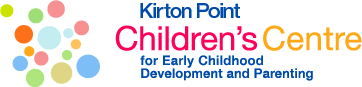 Kirton Point
Children's Centre
for Early Childhood
Development and Parenting